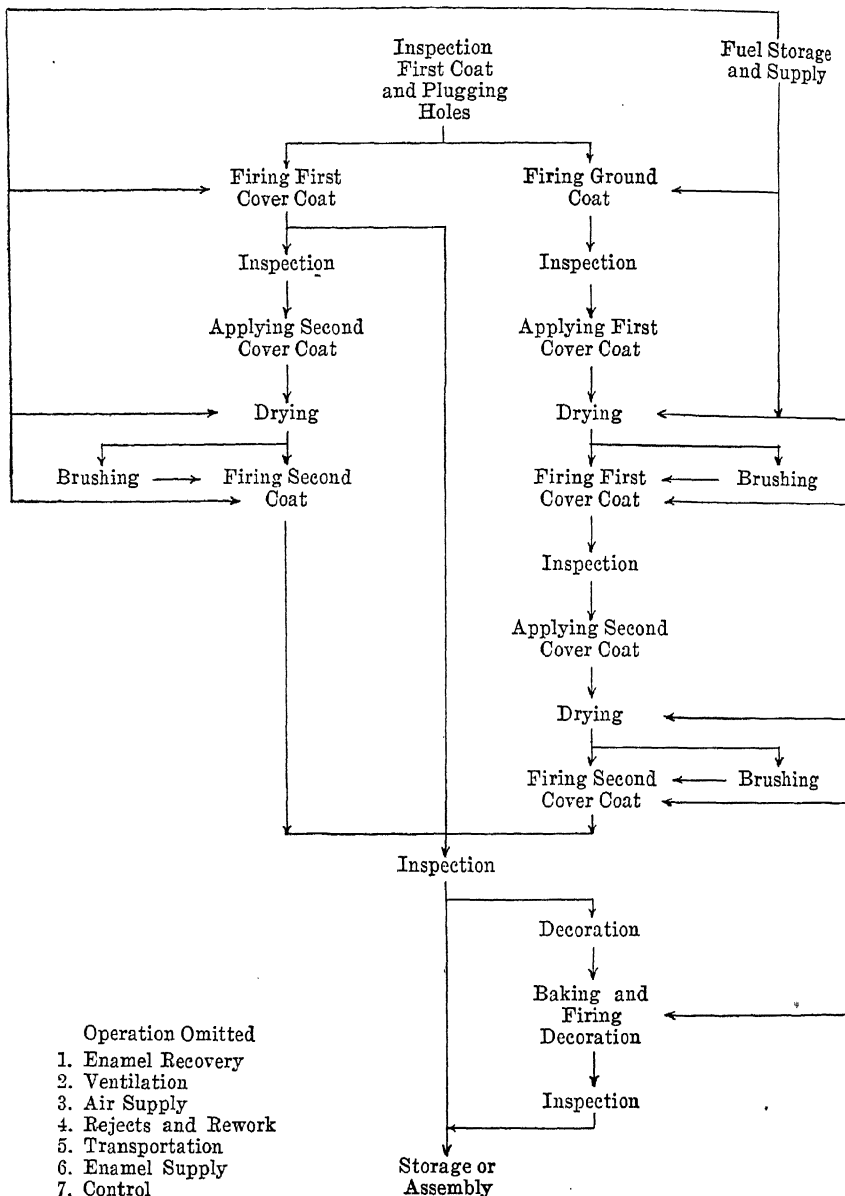 Inspection
First Coat
and Plugging
Holes
Fuel Storage
and Supply
Firing First
Cover Coat
Firing Ground
Coat
Inspection
Inspection
Applying Second
Cover Coat
Applying First
Cover Coat
Drying
Drying
Brushing
Firing Second
Coat
Firing First
Cover Coat
Brushing
Inspection
Applying Second
Cover Coat
Drying
Firing Second
Cover Coat
Brushing
Inspection
Decoration
Baking and
Firing
Decoration
Inspection
Storage or
Assembly
Operation Omitted
1. Enamel Recovery
2. Ventilation
3. Air Supply
4. Rejects and Rework
5. Transportation
6. Enamel Supply
7. Control